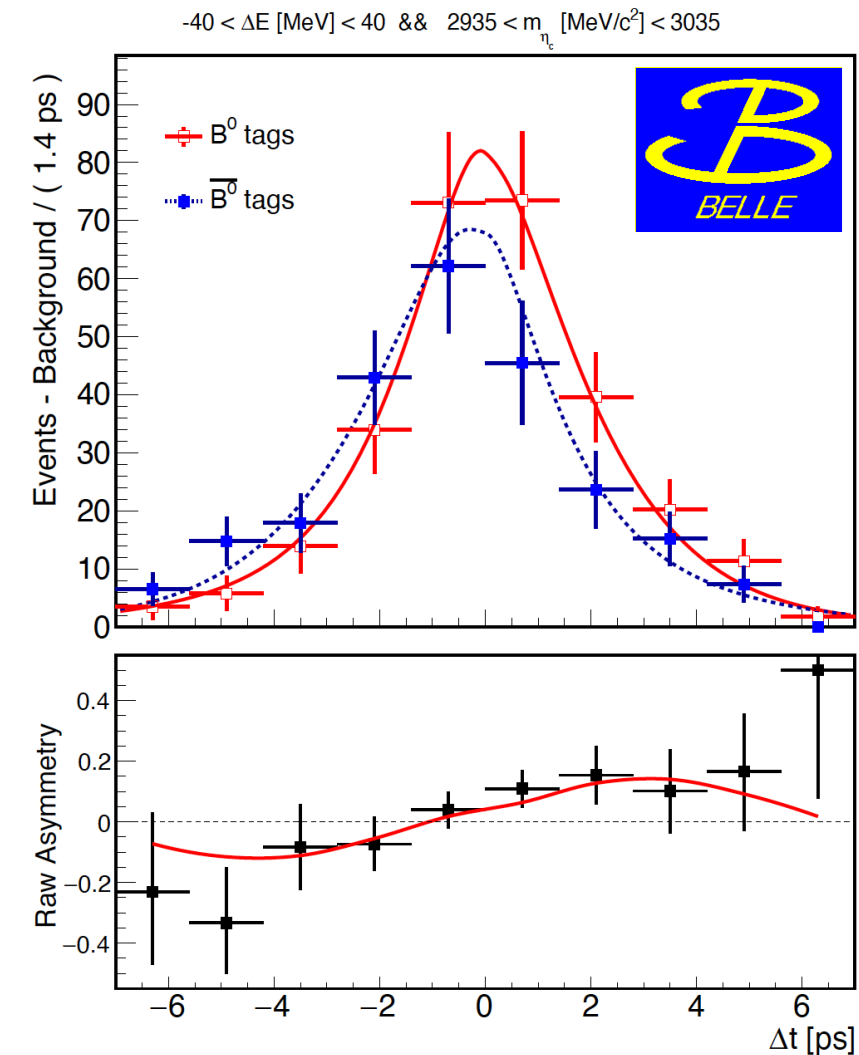 -40 < ΔE [MeV] < 40 && 2935 < m_{η_c} [MeV/c²] < 3035
Events - Background / ( 1.4 ps )
90
80
70
60
50
40
30
20
10
0
B⁰ tags
B̅⁰ tags
BELLE
Raw Asymmetry
0.4
0.2
0
−0.2
−0.4
−6 −4 −2 0 2 4 6
Δt [ps]